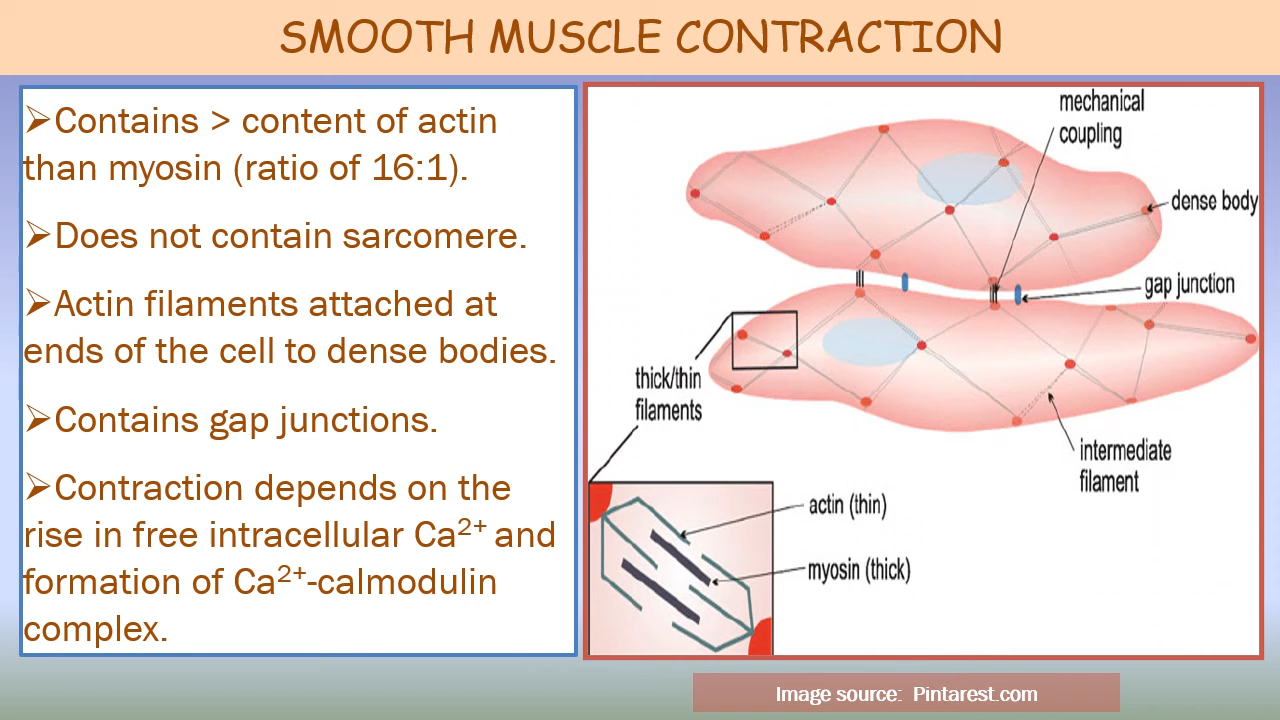 SMOOTH MUSCLE CONTRACTION
➢Contains > content of actin
than myosin (ratio of 16:1).
➢Does not contain sarcomere.
➢Actin filaments attached at
ends of the cell to dense bodies.
➢Contains gap junctions.
➢Contraction depends on the
rise in free intracellular Ca²⁺ and
formation of Ca²⁺-calmodulin
complex.
mechanical
coupling
dense body
gap junction
thick/thin
filaments
intermediate
filament
actin (thin)
myosin (thick)
Image source: Pintarest.com